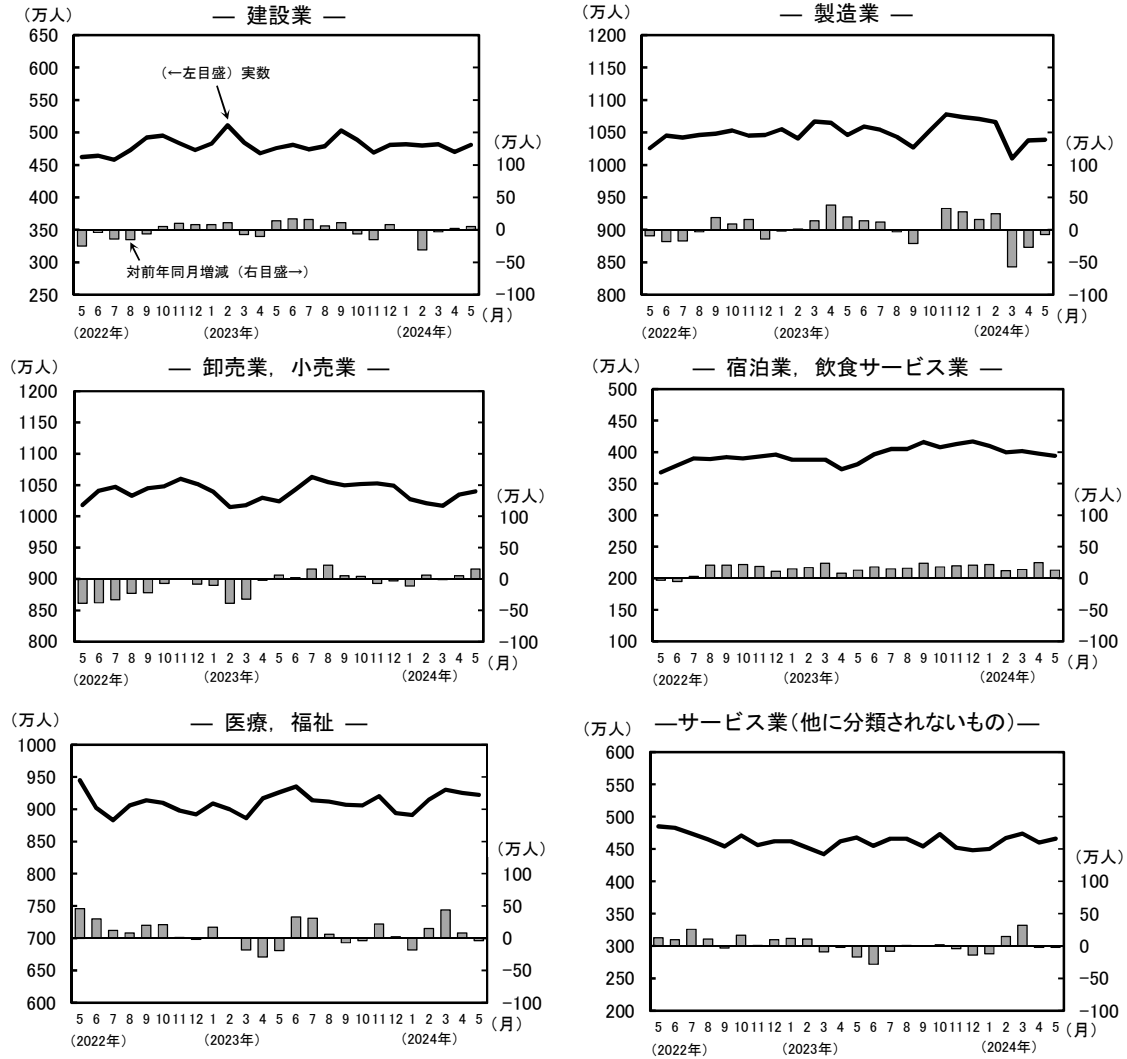 ― 建設業 ―
(万人)
650
600
550
500
450
400
350
300
250
(←左目盛) 実数
対前年同月増減 (右目盛→)
(万人)
100
50
0
-50
-100
5 6 7 8 9 10 11 12 1 2 3 4 5 6 7 8 9 10 11 12 1 2 3 4 5 (月)
(2022年) (2023年) (2024年)
― 製造業 ―
(万人)
1200
1150
1100
1050
1000
950
900
850
800
(万人)
100
50
0
-50
-100
5 6 7 8 9 10 11 12 1 2 3 4 5 6 7 8 9 10 11 12 1 2 3 4 5 (月)
(2022年) (2023年) (2024年)
― 卸売業, 小売業 ―
(万人)
1200
1150
1100
1050
1000
950
900
850
800
(万人)
100
50
0
-50
-100
5 6 7 8 9 10 11 12 1 2 3 4 5 6 7 8 9 10 11 12 1 2 3 4 5 (月)
(2022年) (2023年) (2024年)
― 宿泊業, 飲食サービス業 ―
(万人)
500
450
400
350
300
250
200
150
100
(万人)
100
50
0
-50
-100
5 6 7 8 9 10 11 12 1 2 3 4 5 6 7 8 9 10 11 12 1 2 3 4 5 (月)
(2022年) (2023年) (2024年)
― 医療, 福祉 ―
(万人)
1000
950
900
850
800
750
700
650
600
(万人)
100
50
0
-50
-100
5 6 7 8 9 10 11 12 1 2 3 4 5 6 7 8 9 10 11 12 1 2 3 4 5 (月)
(2022年) (2023年) (2024年)
―サービス業(他に分類されないもの)―
(万人)
600
550
500
450
400
350
300
250
200
(万人)
100
50
0
-50
-100
5 6 7 8 9 10 11 12 1 2 3 4 5 6 7 8 9 10 11 12 1 2 3 4 5 (月)
(2022年) (2023年) (2024年)